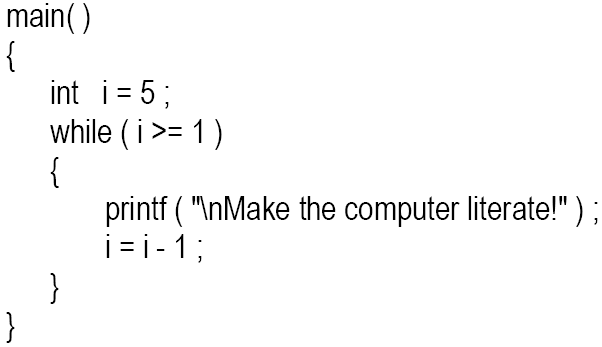 main( )
{
int i = 5 ;
while ( i >= 1 )
{
printf ( "\nMake the computer literate!" ) ;
i = i - 1 ;
}
}